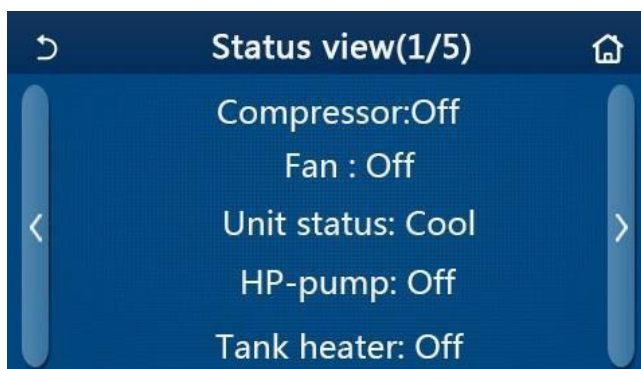 Status view(1/5)
Compressor:Off
Fan : Off
Unit status: Cool
HP-pump: Off
Tank heater: Off